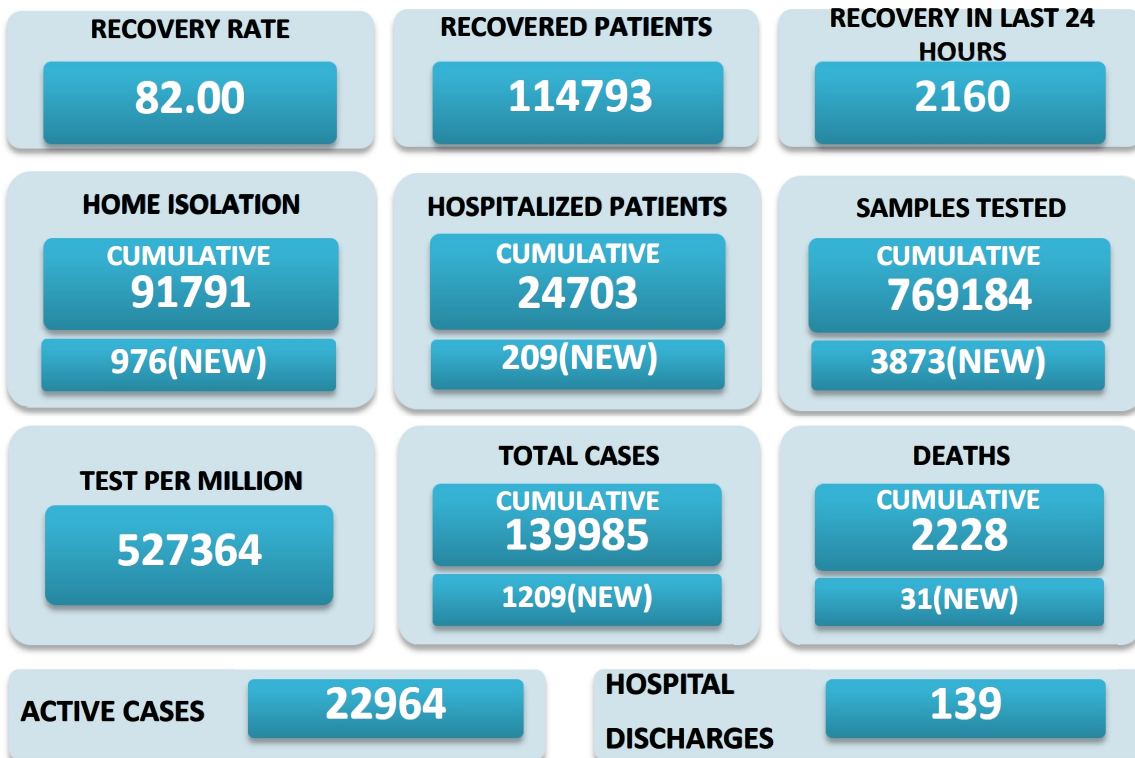 RECOVERY RATE
82.00
RECOVERED PATIENTS
114793
RECOVERY IN LAST 24
HOURS
2160
HOME ISOLATION
CUMULATIVE
91791
976(NEW)
HOSPITALIZED PATIENTS
CUMULATIVE
24703
209(NEW)
SAMPLES TESTED
CUMULATIVE
769184
3873(NEW)
TEST PER MILLION
527364
TOTAL CASES
CUMULATIVE
139985
1209(NEW)
DEATHS
CUMULATIVE
2228
31(NEW)
ACTIVE CASES
22964
HOSPITAL
DISCHARGES
139